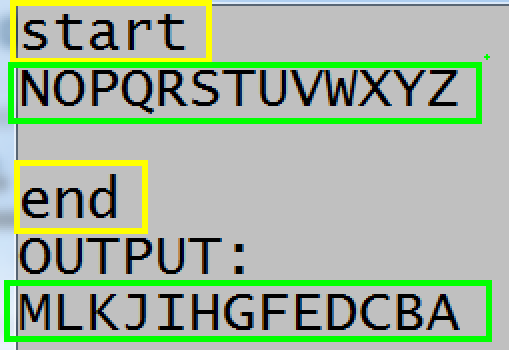 start
NOPQRSTUVWXYZ
end
OUTPUT:
MLKJIHGFEDCBA